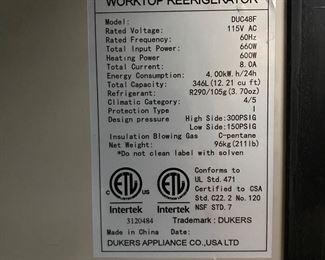 WORKTOP REFRIGERATOR
Model: DUC48F
Rated Voltage: 115V AC
Rated Frequency: 60Hz
Total Input Power: 660W
Heating Power 600W
Total Current: 8.0A
Energy Consumption: 4.00kW.h/24h
Total Capacity: 346L (12.21 cu ft)
Refrigerant: R290/105g(3.70oz)
Climatic Category: 4/5
Protection Type I
Design pressure High Side:300PSIG
Low Side:150PSIG
Insulation Blowing Gas C-pentane
Net Weight: 96kg(211lb)
*Do not clean label with solven
ETL ETL
C US
Intertek Intertek
3120484
Conforms to
UL Std. 471
Certified to CSA
Std. C22.2 No.120
NSF STD.7
Trademark: DUKERS
Made in China Date:
DUKERS APPLIANCE CO.,USA LTD